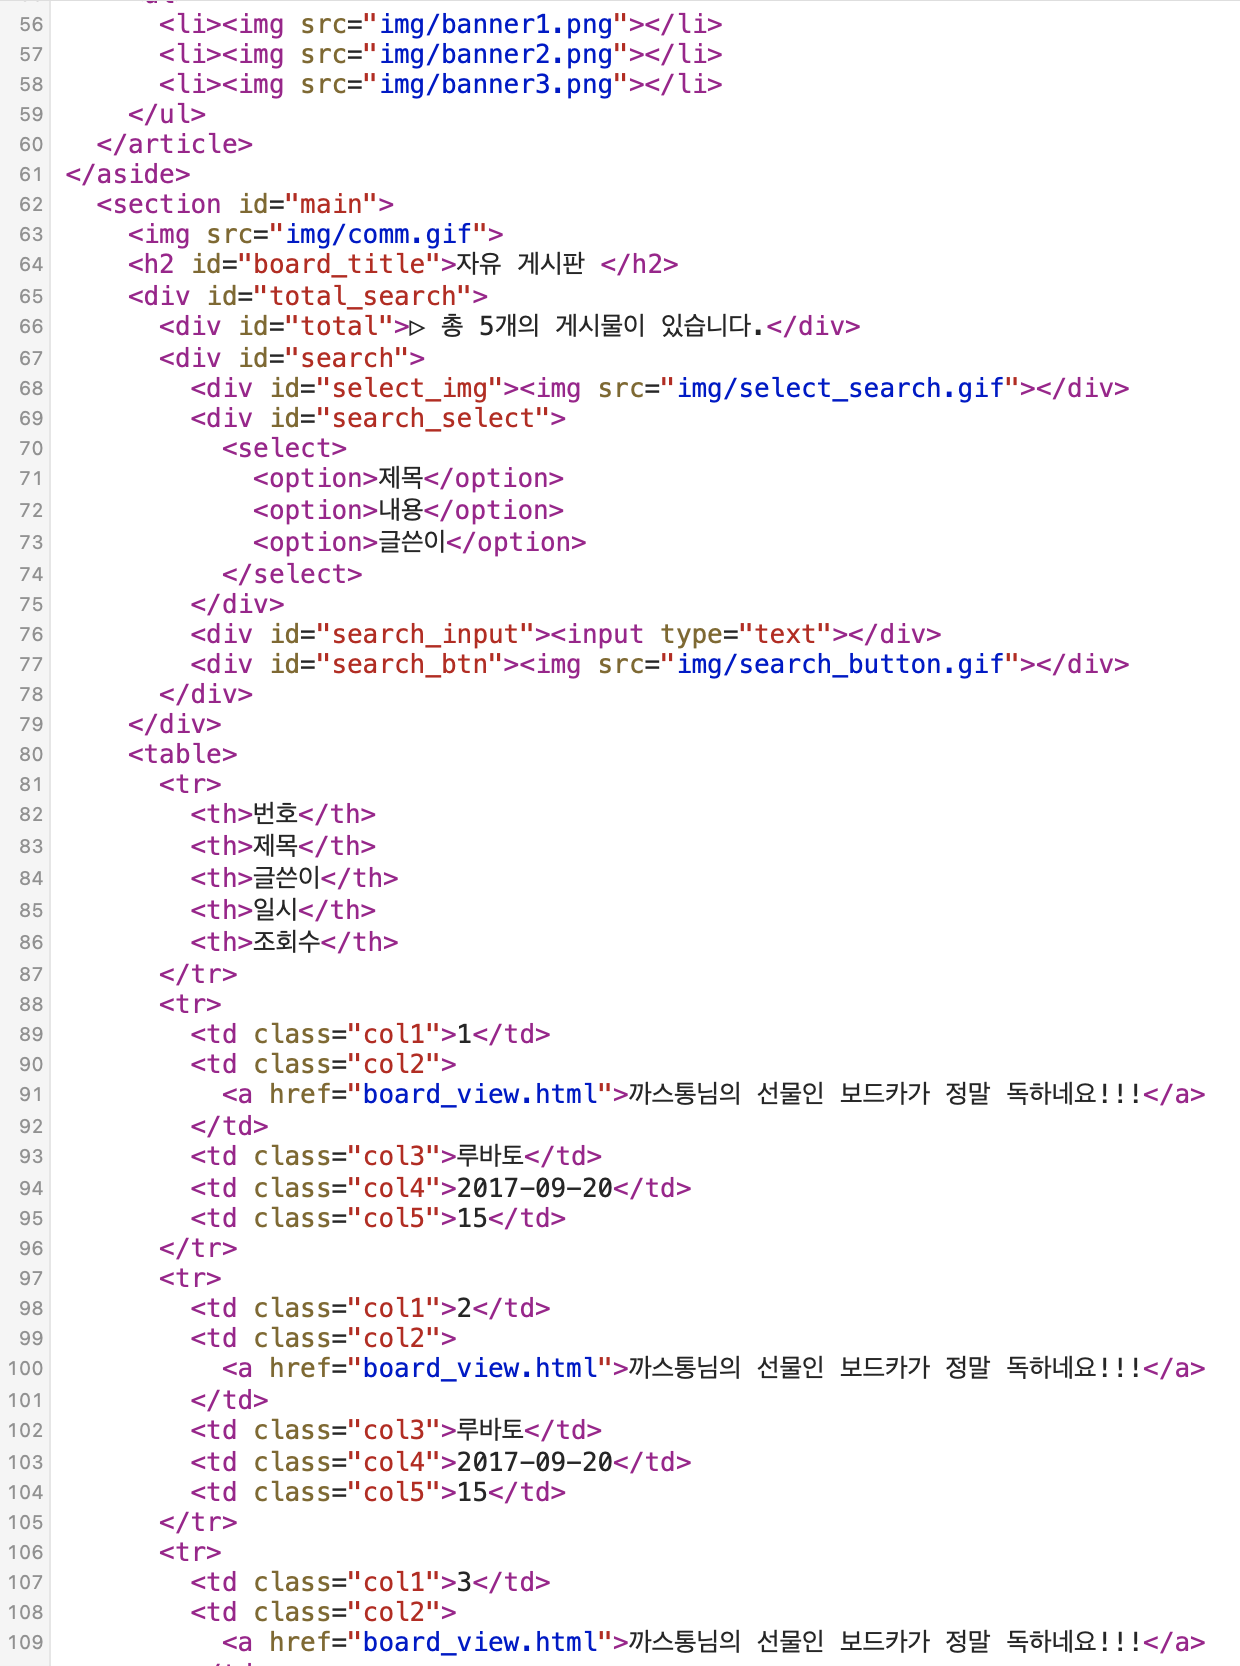 56 <li><img src="img/banner1.png"></li>
57 <li><img src="img/banner2.png"></li>
58 <li><img src="img/banner3.png"></li>
59 </ul>
60 </article>
61 </aside>
62 <section id="main">
63 <img src="img/comm.gif">
64 <h2 id="board_title">자유 게시판 </h2>
65 <div id="total_search">
66 <div id="total">▷ 총 5개의 게시물이 있습니다.</div>
67 <div id="search">
68 <div id="select_img"><img src="img/select_search.gif"></div>
69 <div id="search_select">
70 <select>
71 <option>제목</option>
72 <option>내용</option>
73 <option>글쓴이</option>
74 </select>
75 </div>
76 <div id="search_input"><input type="text"></div>
77 <div id="search_btn"><img src="img/search_button.gif"></div>
78 </div>
79 </div>
80 <table>
81 <tr>
82 <th>번호</th>
83 <th>제목</th>
84 <th>글쓴이</th>
85 <th>일시</th>
86 <th>조회수</th>
87 </tr>
88 <tr>
89 <td class="col1">1</td>
90 <td class="col2">
91 <a href="board_view.html">까스통님의 선물인 보드카가 정말 독하네요!!!</a>
92 </td>
93 <td class="col3">루바토</td>
94 <td class="col4">2017-09-20</td>
95 <td class="col5">15</td>
96 </tr>
97 <tr>
98 <td class="col1">2</td>
99 <td class="col2">
100 <a href="board_view.html">까스통님의 선물인 보드카가 정말 독하네요!!!</a>
101 </td>
102 <td class="col3">루바토</td>
103 <td class="col4">2017-09-20</td>
104 <td class="col5">15</td>
105 </tr>
106 <tr>
107 <td class="col1">3</td>
108 <td class="col2">
109 <a href="board_view.html">까스통님의 선물인 보드카가 정말 독하네요!!!</a>